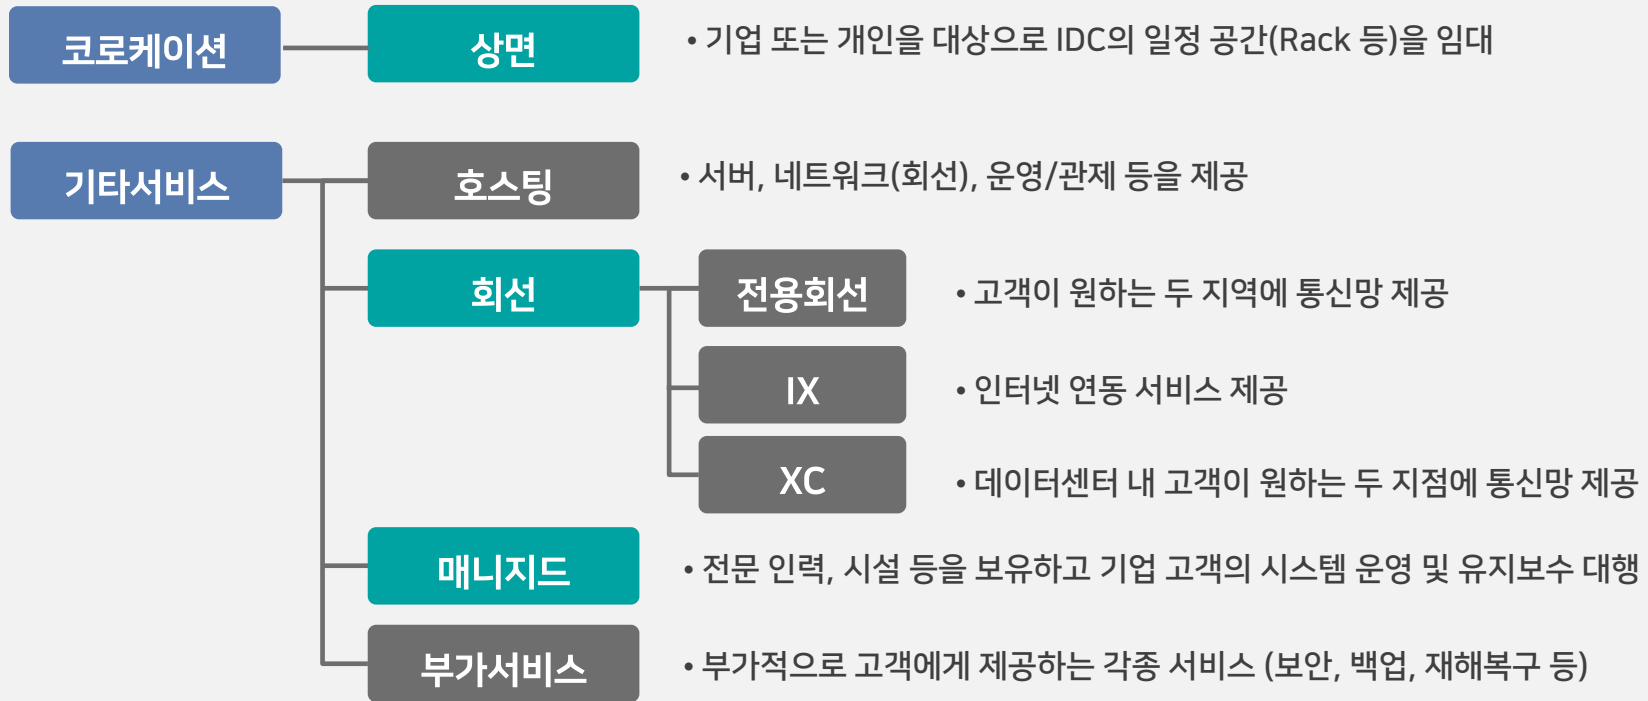 코로케이션
상면
• 기업 또는 개인을 대상으로 IDC의 일정 공간(Rack 등)을 임대
기타서비스
호스팅
• 서버, 네트워크(회선), 운영/관제 등을 제공
회선
전용회선
• 고객이 원하는 두 지역에 통신망 제공
IX
• 인터넷 연동 서비스 제공
XC
• 데이터센터 내 고객이 원하는 두 지점에 통신망 제공
매니지드
• 전문 인력, 시설 등을 보유하고 기업 고객의 시스템 운영 및 유지보수 대행
부가서비스
• 부가적으로 고객에게 제공하는 각종 서비스 (보안, 백업, 재해복구 등)